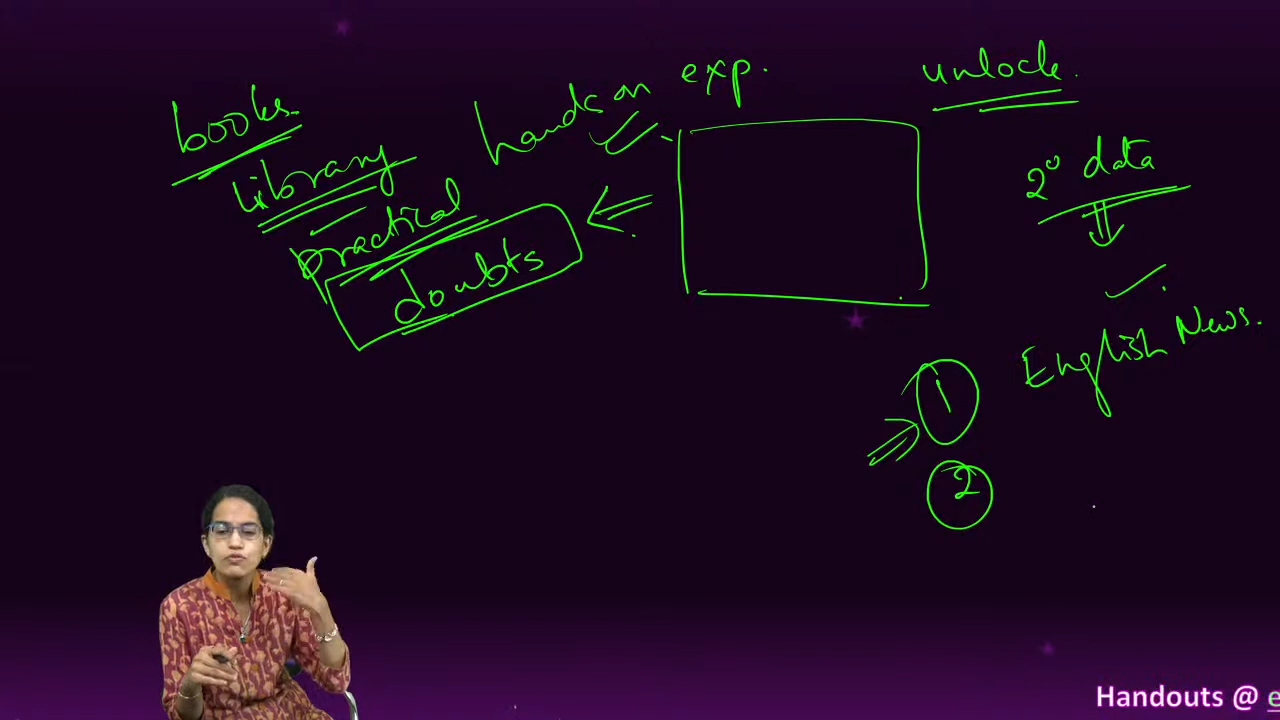 books
library
practical
doubts
hands on exp.
unlock.
2° data
English News.
1
2
Handouts @ e